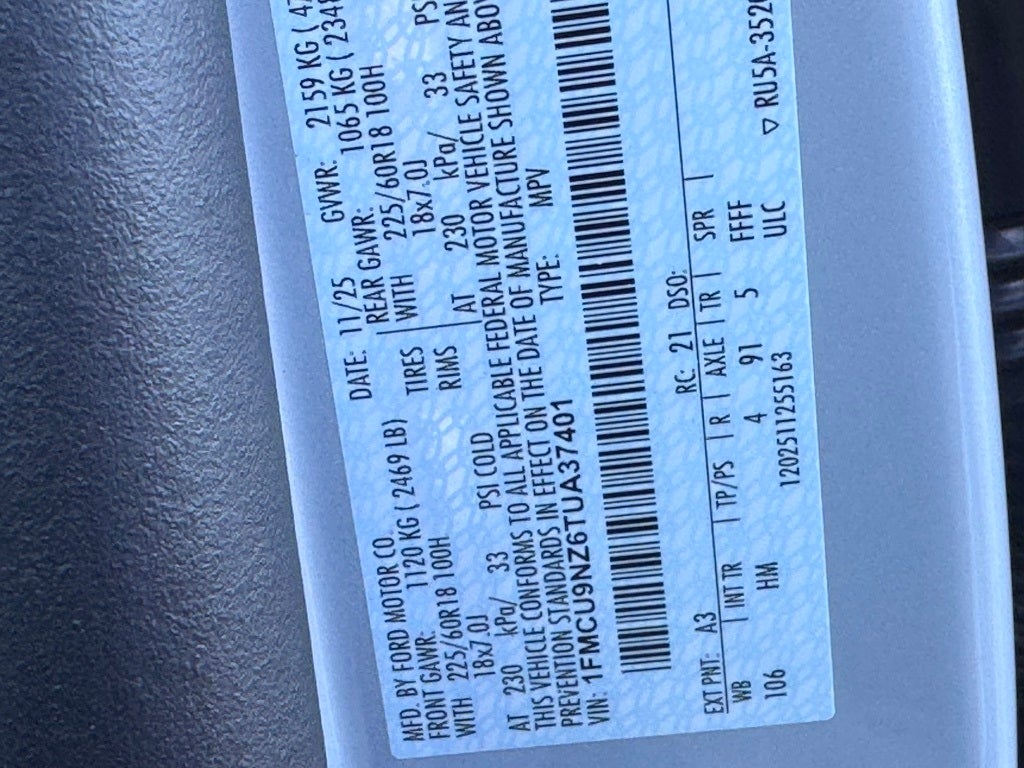 MFD. BY FORD MOTOR CO. DATE: 11/25 GVWR: 2159 KG
FRONT GAWR: 1120 KG ( 2469 LB) REAR GAWR: 1065 KG
WITH 225/60R18 100H TIRES WITH 225/60R18 100H
18x7.0J RIMS 18x7.0J
AT 230 kPa/ 33 PSI COLD AT 230 kPa/ 33
THIS VEHICLE CONFORMS TO ALL APPLICABLE FEDERAL MOTOR VEHICLE SAFETY
PREVENTION STANDARDS IN EFFECT ON THE DATE OF MANUFACTURE SHOWN
VIN: 1FMCU9NZ6TUA37401 TYPE: MPV
EXT PNT: A3 RC: 21 DSO:
WB | INT TR | TP/PS | R | AXLE | TR | SPR |
106 HM 4 91 5 FFFF
120251125163 ULC ▽ RU5A-3520